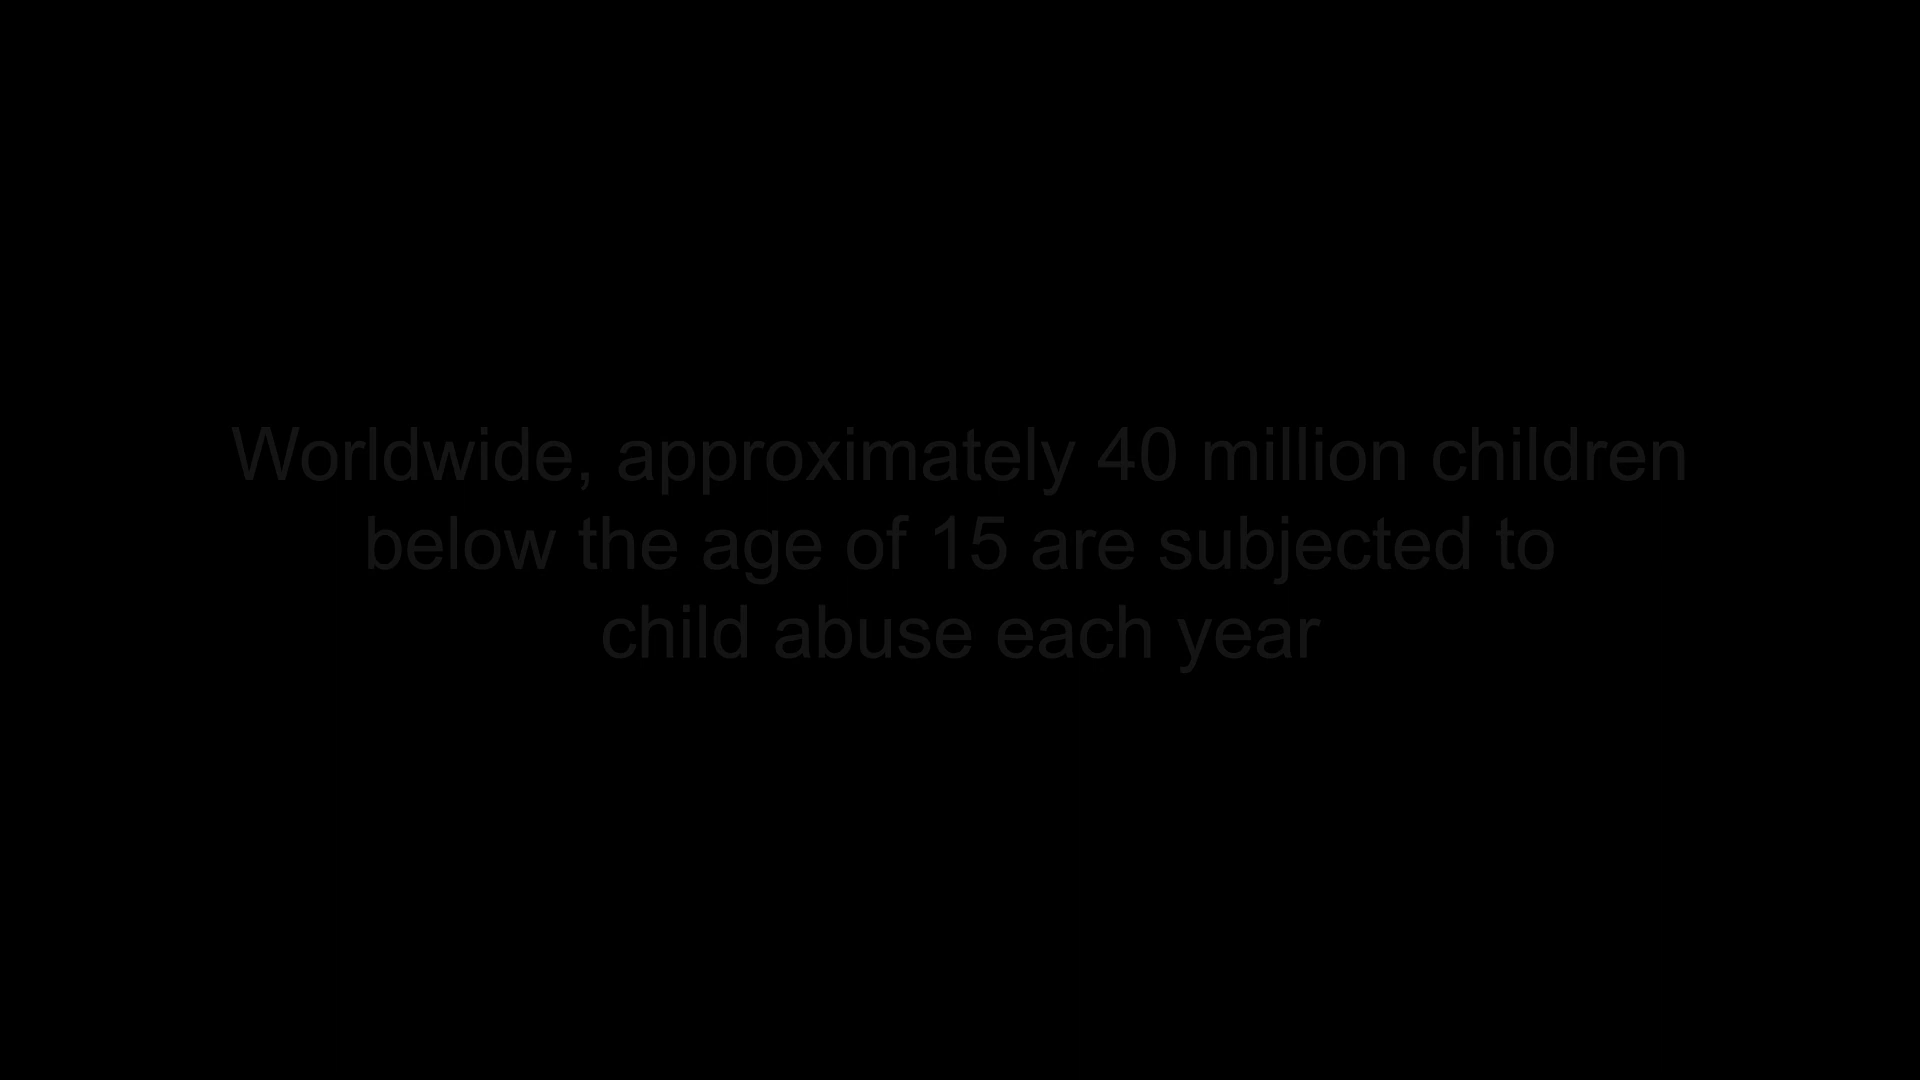 Worldwide, approximately 40 million children
below the age of 15 are subjected to
child abuse each year